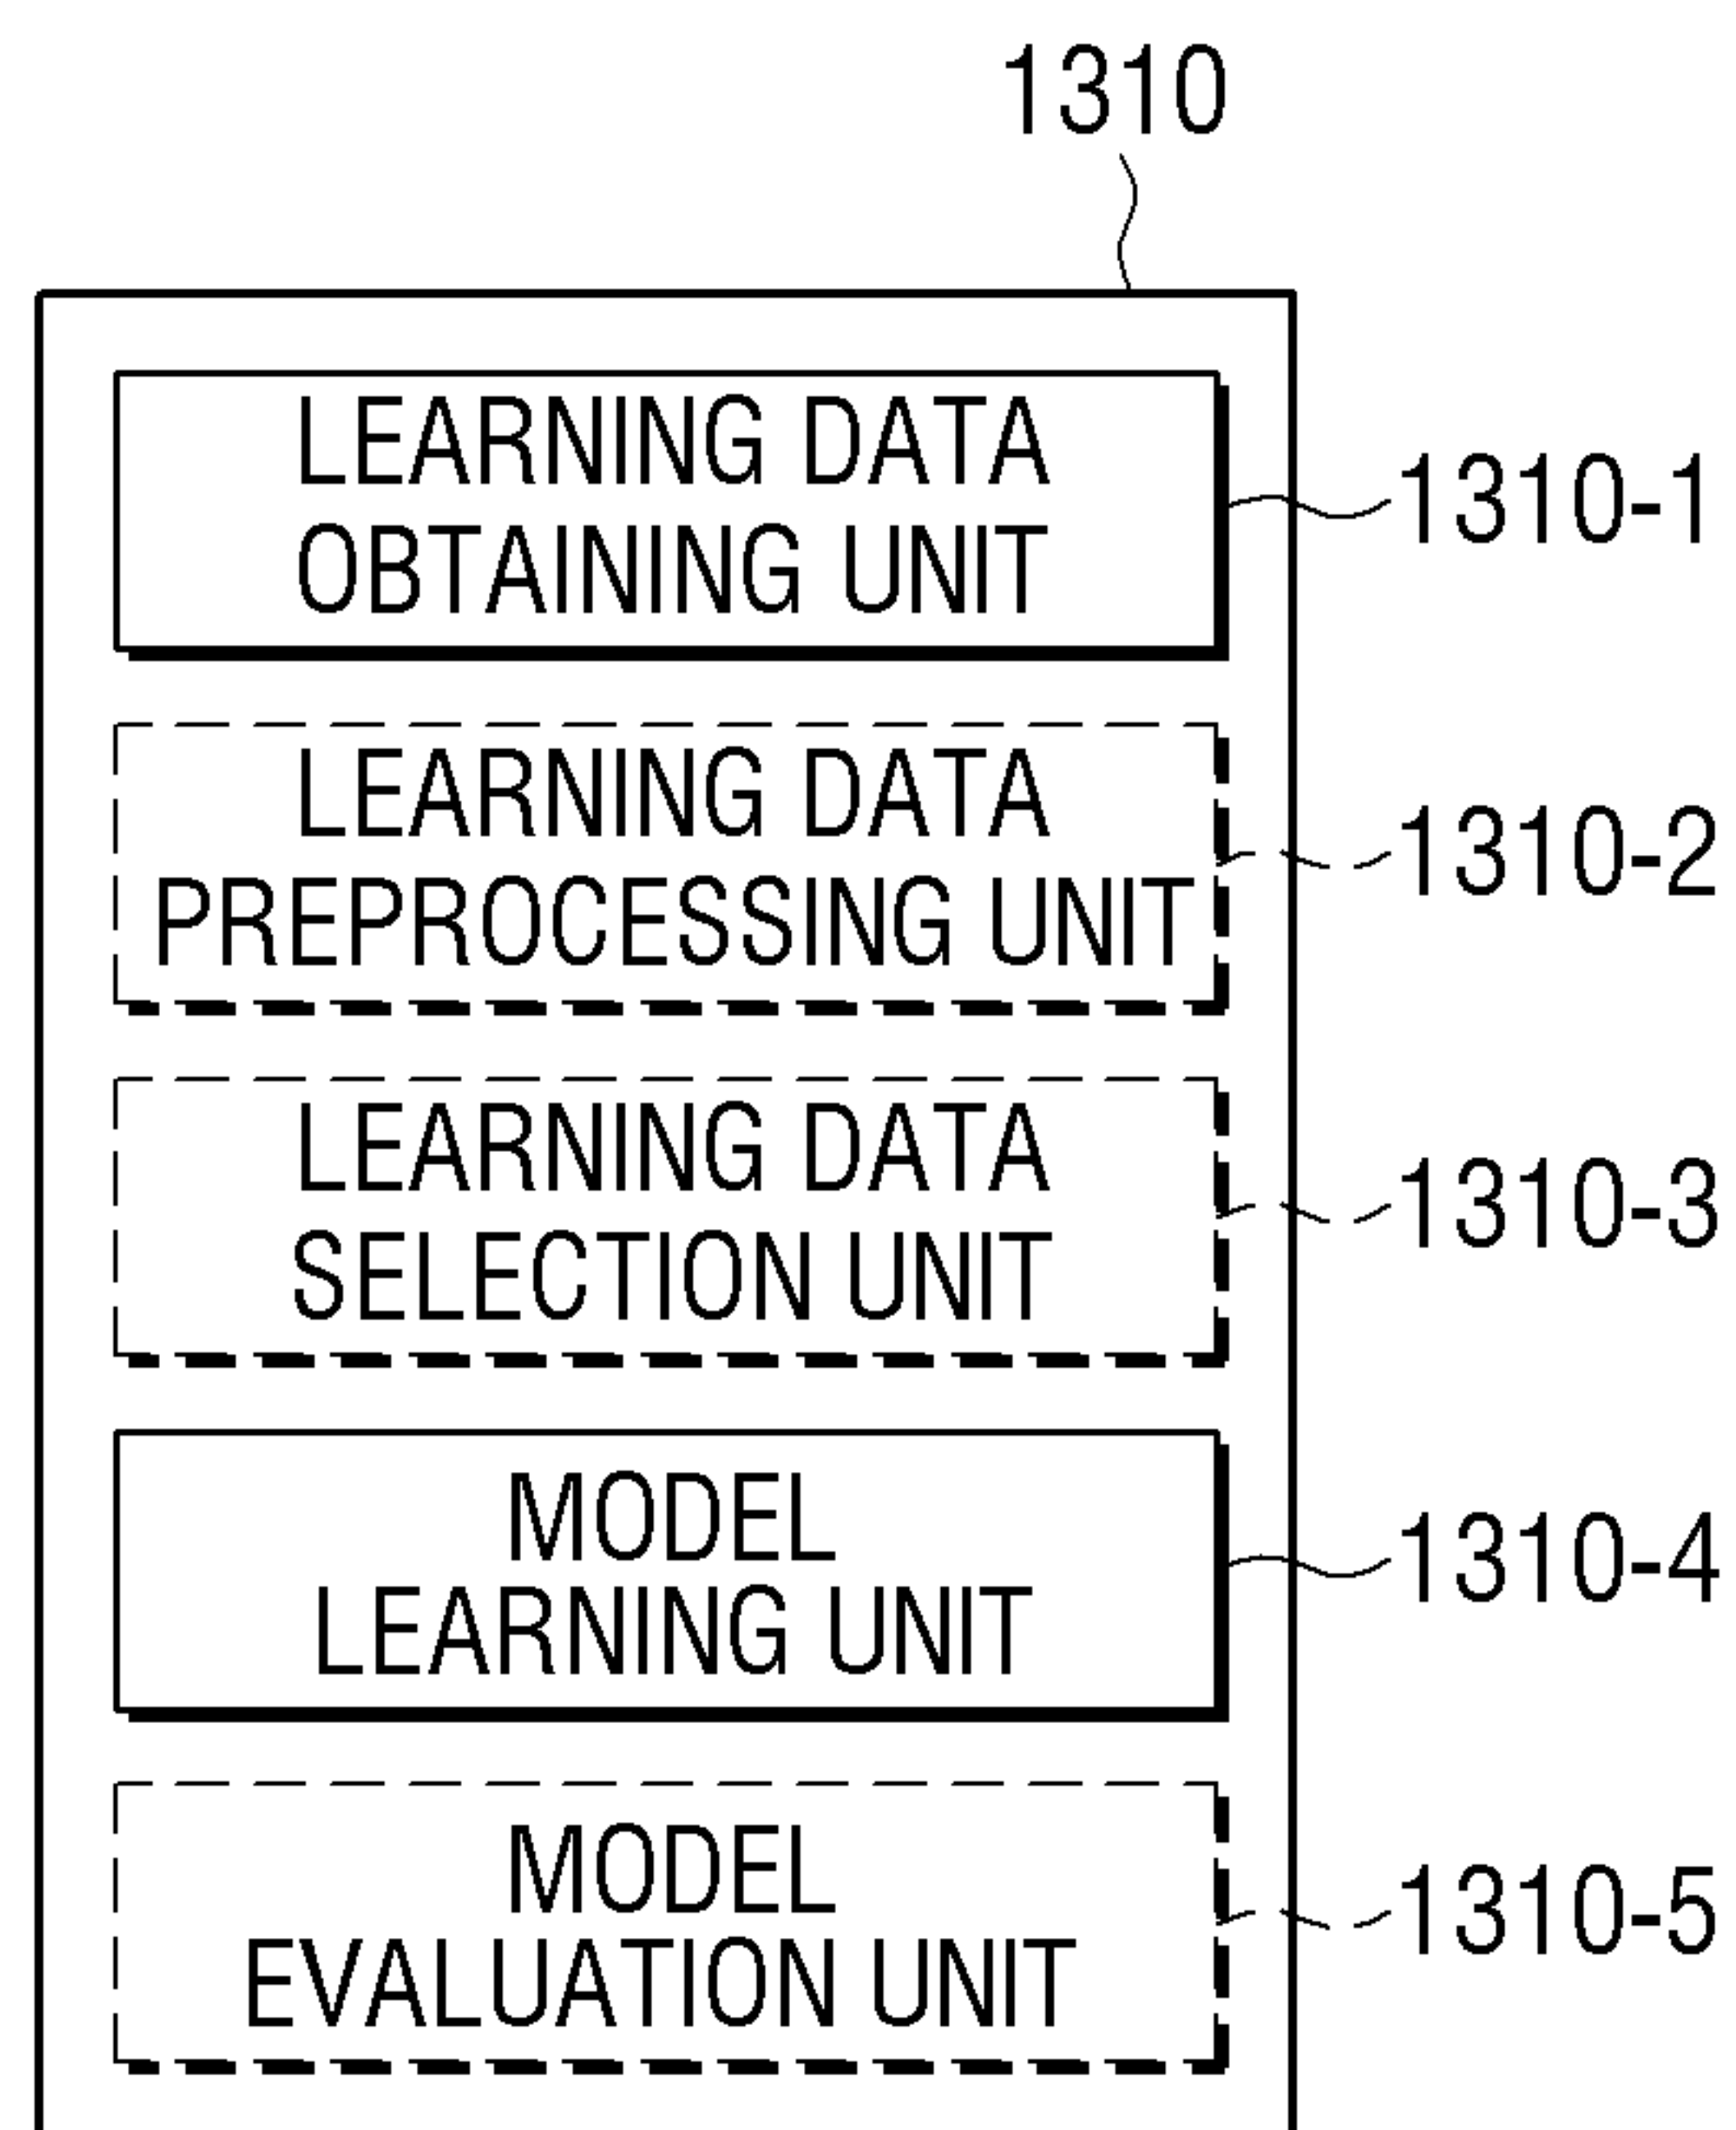 1310
LEARNING DATA
OBTAINING UNIT
1310-1
LEARNING DATA
PREPROCESSING UNIT
1310-2
LEARNING DATA
SELECTION UNIT
1310-3
MODEL
LEARNING UNIT
1310-4
MODEL
EVALUATION UNIT
1310-5